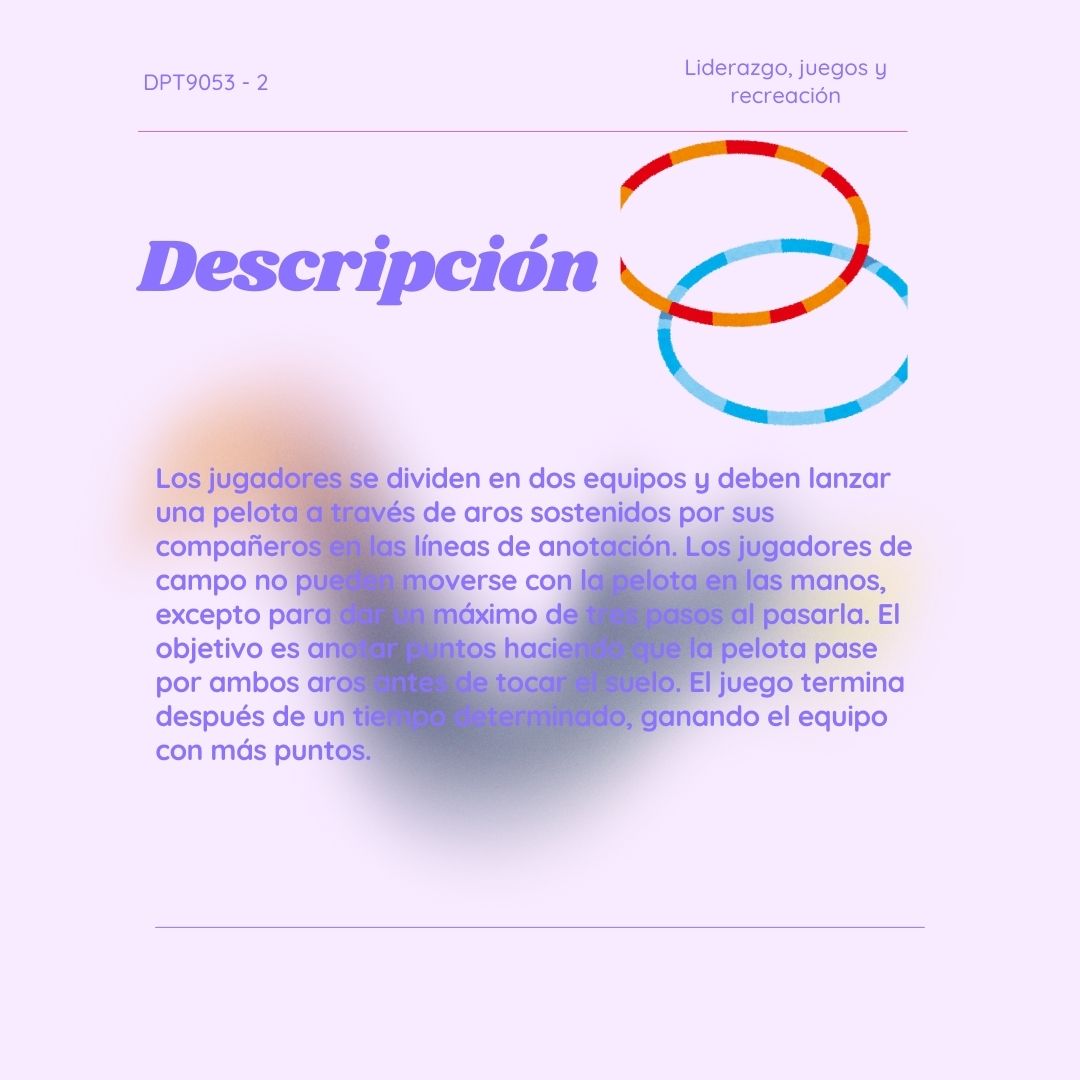 DPT9053 - 2
Liderazgo, juegos y
recreación
Descripción
Los jugadores se dividen en dos equipos y deben lanzar
una pelota a través de aros sostenidos por sus
compañeros en las líneas de anotación. Los jugadores de
campo no pueden moverse con la pelota en las manos,
excepto para dar un máximo de tres pasos al pasarla. El
objetivo es anotar puntos haciendo que la pelota pase
por ambos aros antes de tocar el suelo. El juego termina
después de un tiempo determinado, ganando el equipo
con más puntos.